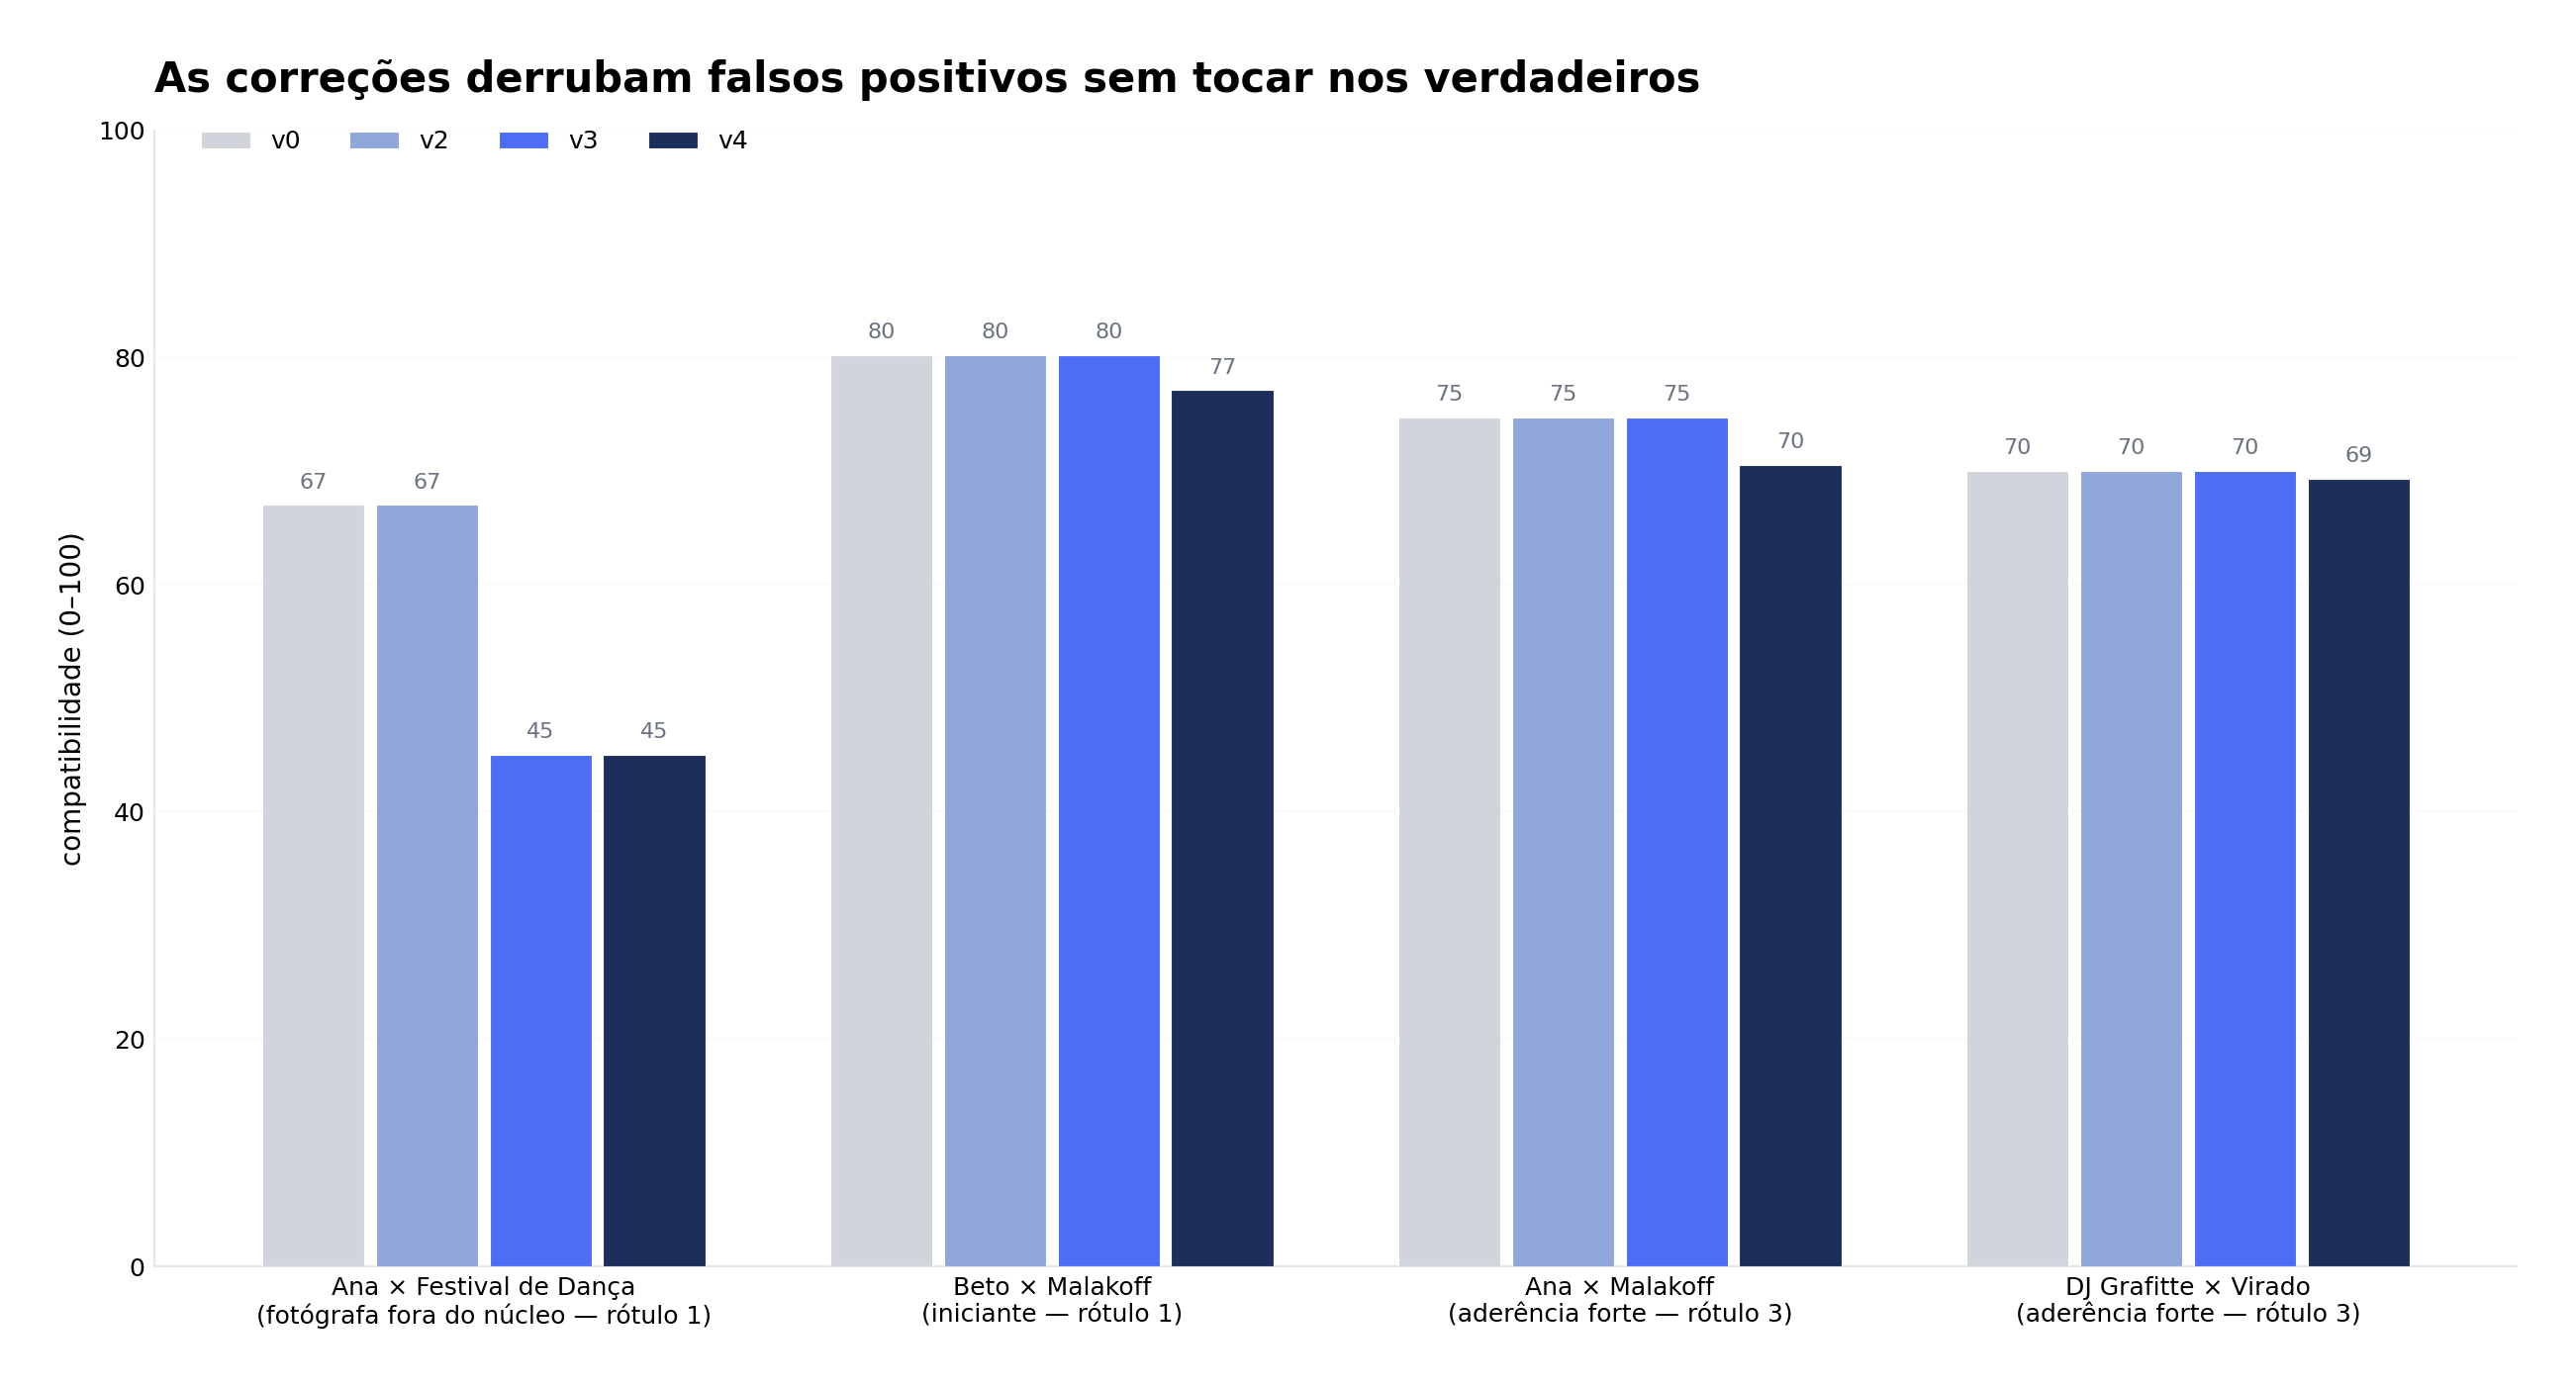 As correções derrubam falsos positivos sem tocar nos verdadeiros
v0 v2 v3 v4
compatibilidade (0–100)
100
80
60
40
20
0
67 67 45 45
80 80 80 77
75 75 75 70
70 70 70 69
Ana × Festival de Dança
(fotógrafa fora do núcleo — rótulo 1)
Beto × Malakoff
(iniciante — rótulo 1)
Ana × Malakoff
(aderência forte — rótulo 3)
DJ Grafitte × Virado
(aderência forte — rótulo 3)